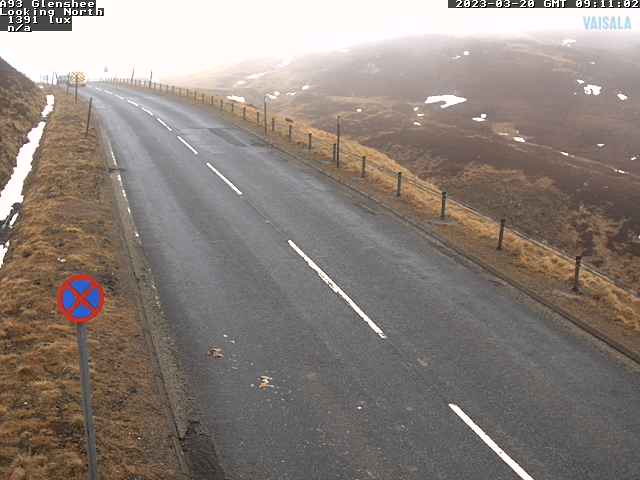 A93 Glenshee
Looking North
1391 lux
n/a
2023-03-20 GMT 09:11:02
VAISALA